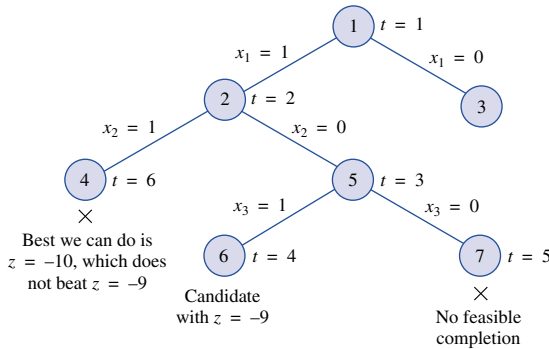 1 t = 1
x1 = 1 x1 = 0
2 t = 2 3
x2 = 1 x2 = 0
4 t = 6 5 t = 3
x3 = 1 x3 = 0
Best we can do is
z = –10, which does
not beat z = –9
6 t = 4 7 t = 5
Candidate
with z = –9
No feasible
completion